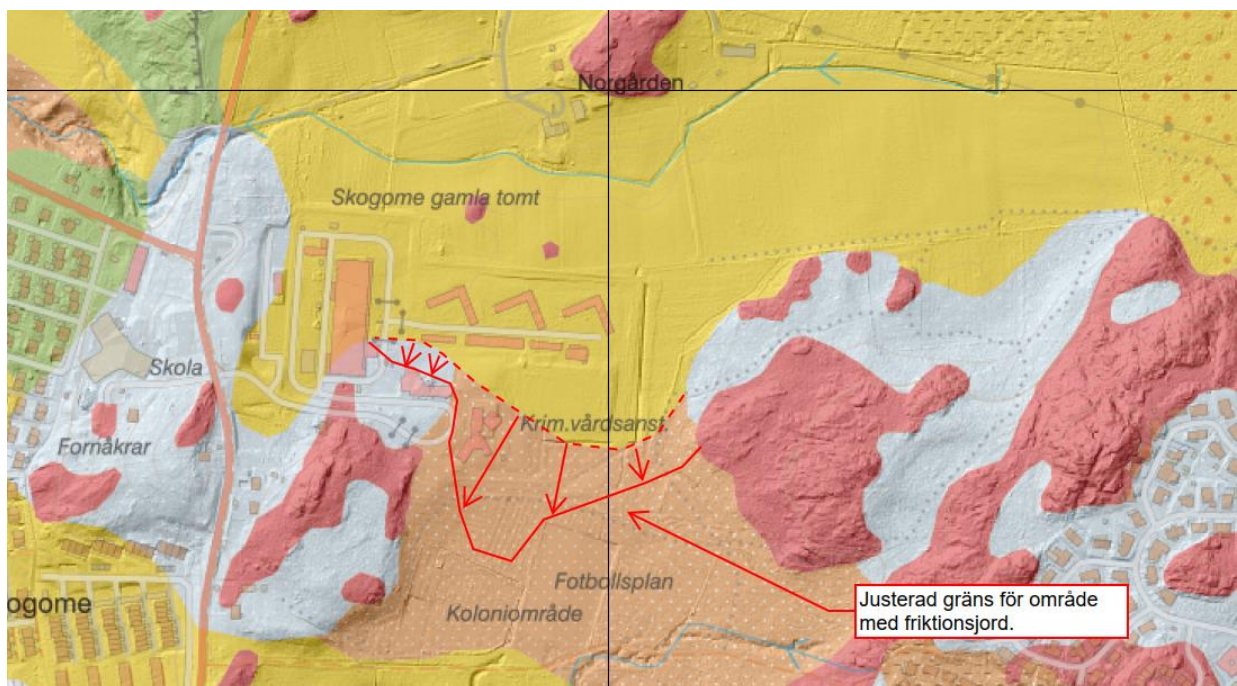 Norgården
Skogome gamla tomt
Skola
Krim.vårdsanst.
Fornåkrar
Fotbollsplan
Koloniområde
ogome
Justerad gräns för område
med friktionsjord.